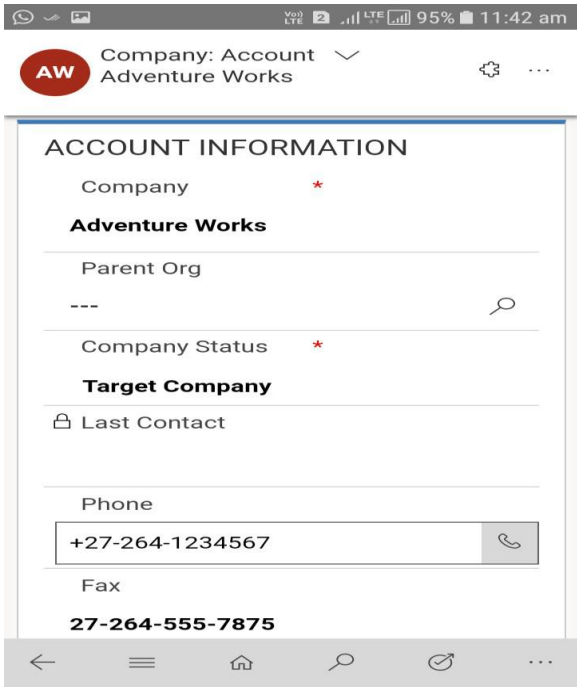 Vo)) LTE 2 LTE 95% 11:42 am
AW
Company: Account
Adventure Works
...
ACCOUNT INFORMATION
Company *
Adventure Works
Parent Org
---
Company Status *
Target Company
Last Contact
Phone
+27-264-1234567
Fax
27-264-555-7875
...